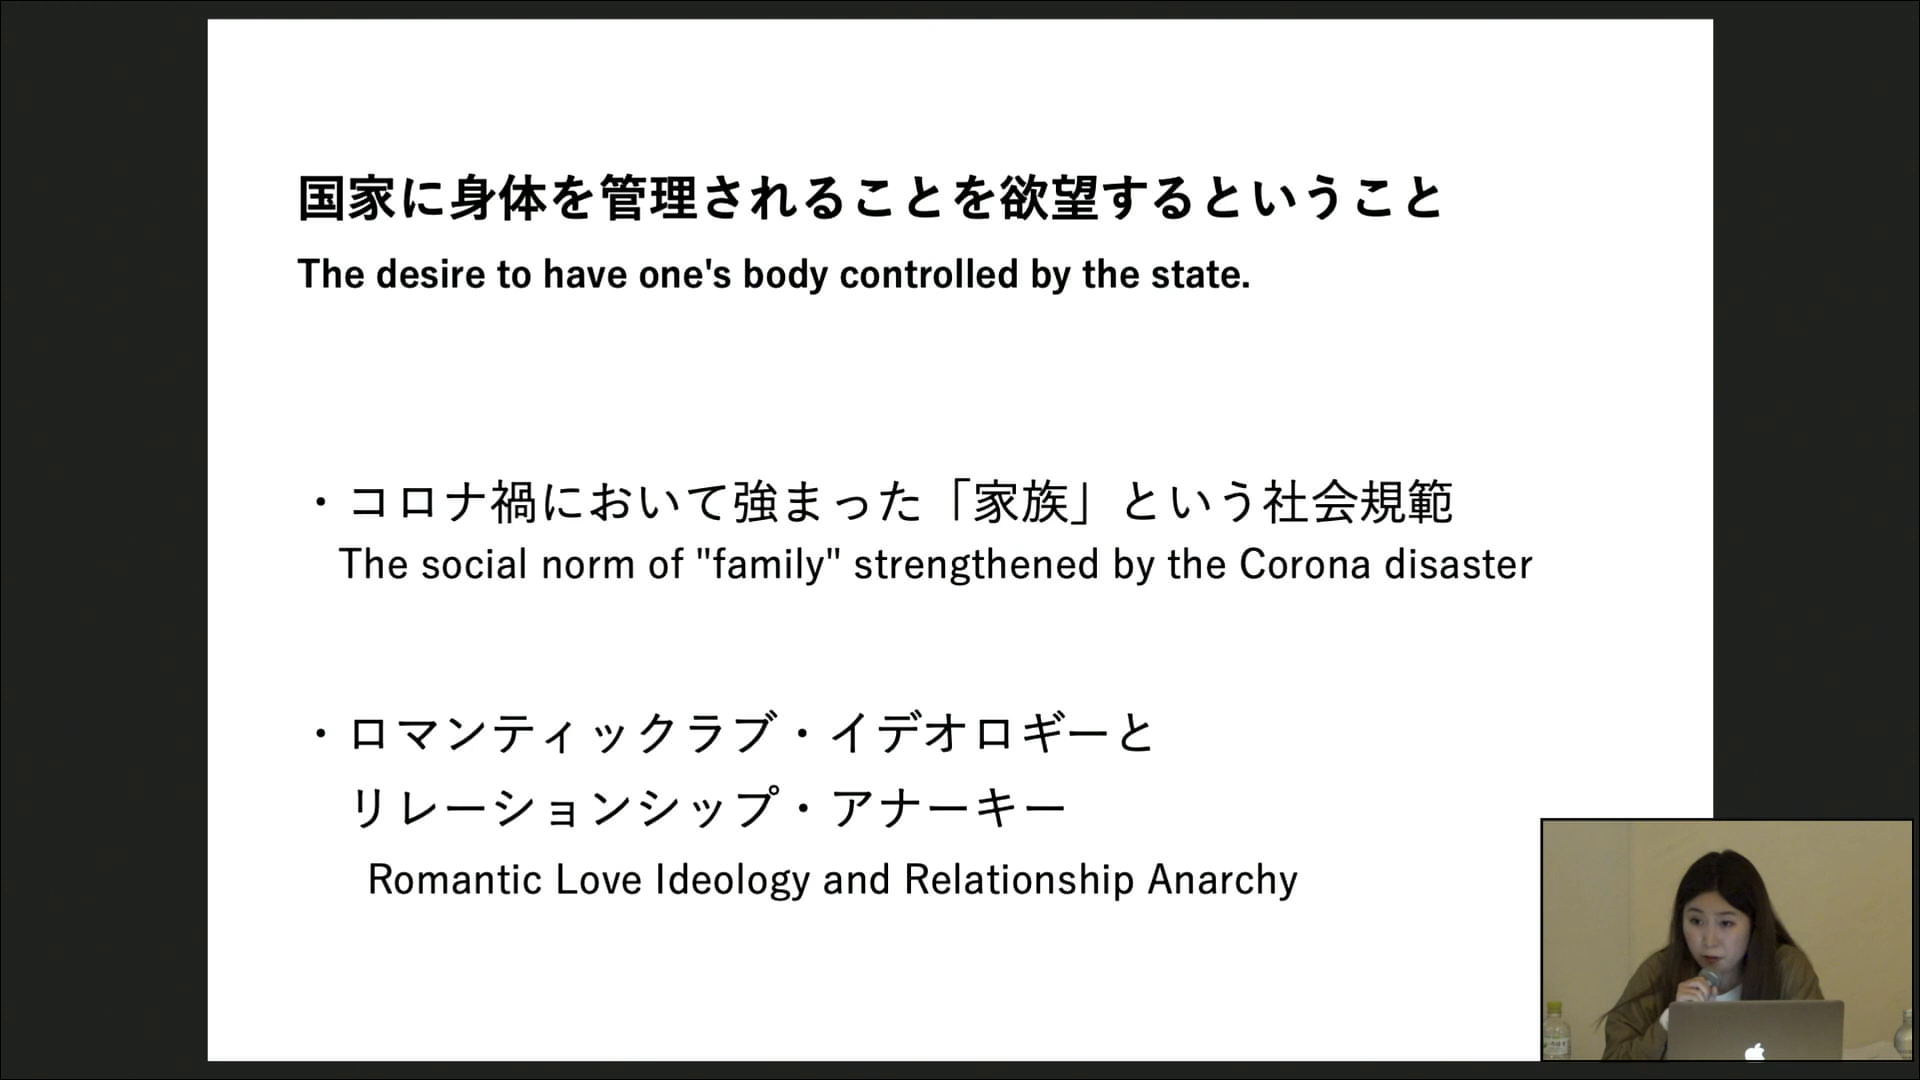 国家に身体を管理されることを欲望するということ
The desire to have one's body controlled by the state.
・コロナ禍において強まった「家族」という社会規範
The social norm of "family" strengthened by the Corona disaster
・ロマンティックラブ・イデオロギーと
リレーションシップ・アナーキー
Romantic Love Ideology and Relationship Anarchy